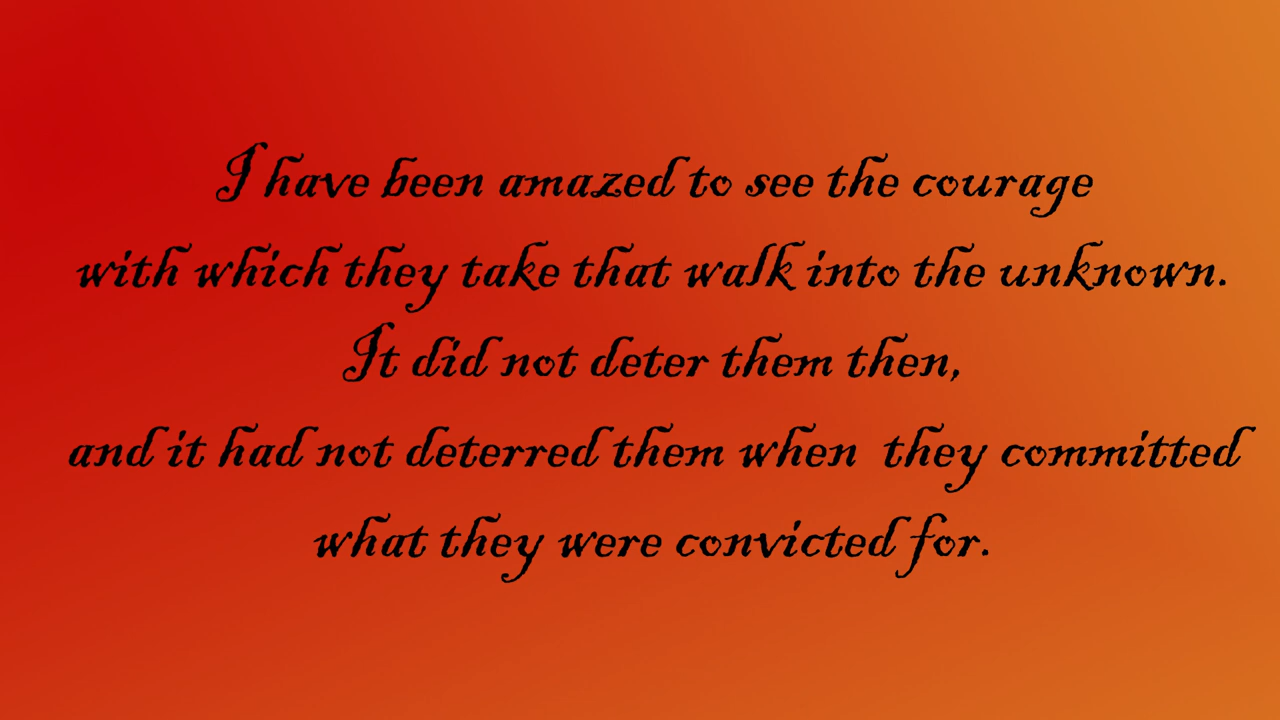 I have been amazed to see the courage
with which they take that walk into the unknown.
It did not deter them then,
and it had not deterred them when they committed
what they were convicted for.